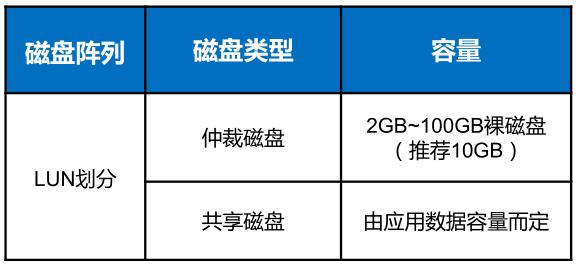 磁盘阵列 磁盘类型 容量
LUN划分
仲裁磁盘
2GB~100GB裸磁盘
（推荐10GB）
共享磁盘
由应用数据容量而定